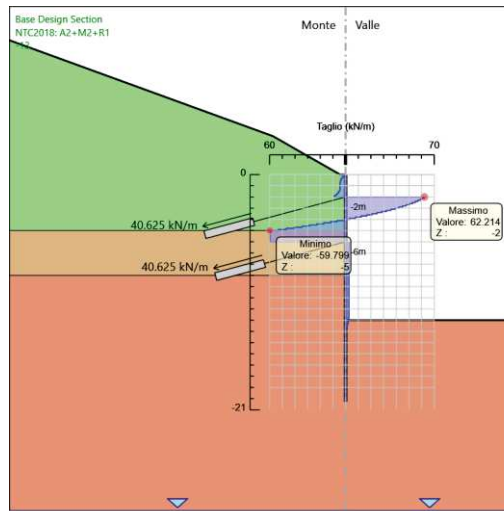 Base Design Section
NTC2018: A2+M2+R1
Monte
Valle
Taglio (kN/m)
60
70
0
-2m
Massimo
Valore: 62.214
Z : -2
40.625 kN/m
Minimo
Valore: -59.799
Z : -5
-6m
40.625 kN/m
-21